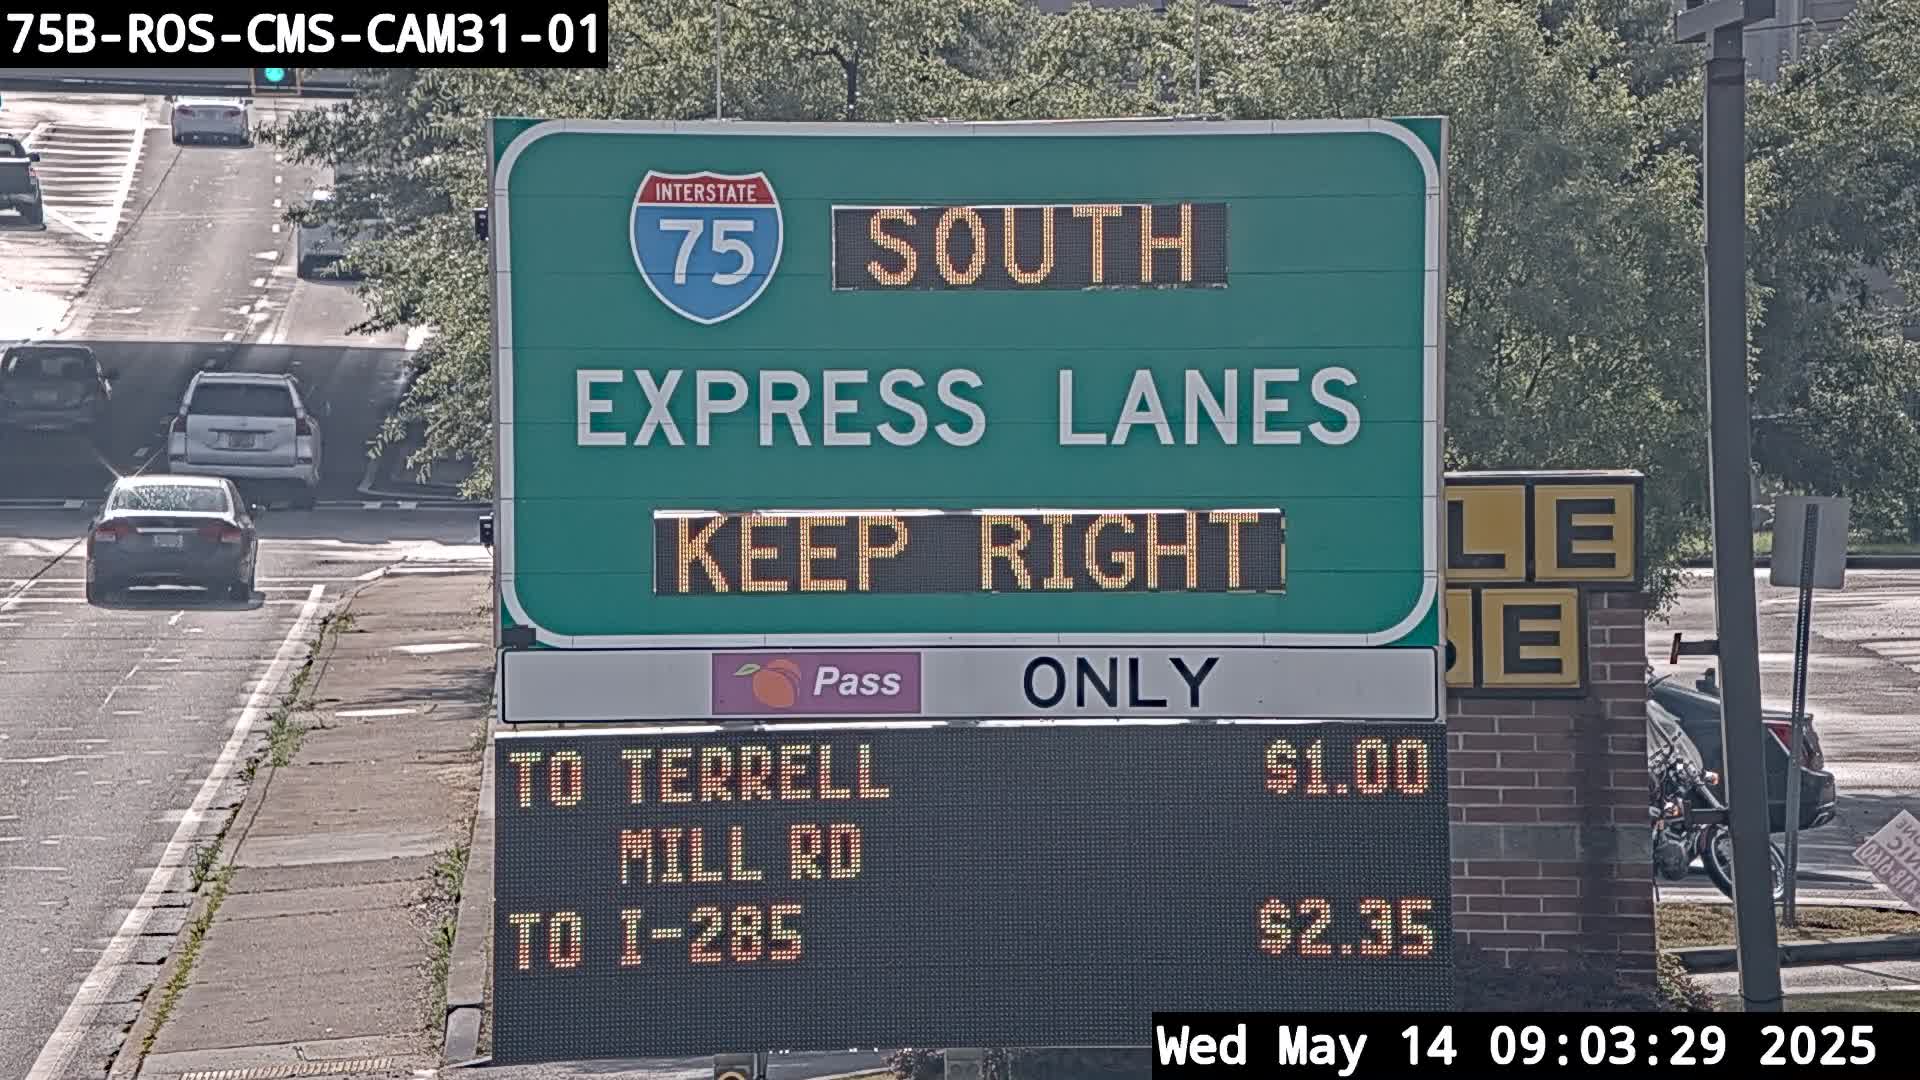 75B-ROS-CMS-CAM31-01
INTERSTATE
75
SOUTH
EXPRESS LANES
KEEP RIGHT
Pass ONLY
TO TERRELL $1.00
MILL RD
TO I-285 $2.35
LE
E
Wed May 14 09:03:29 2025